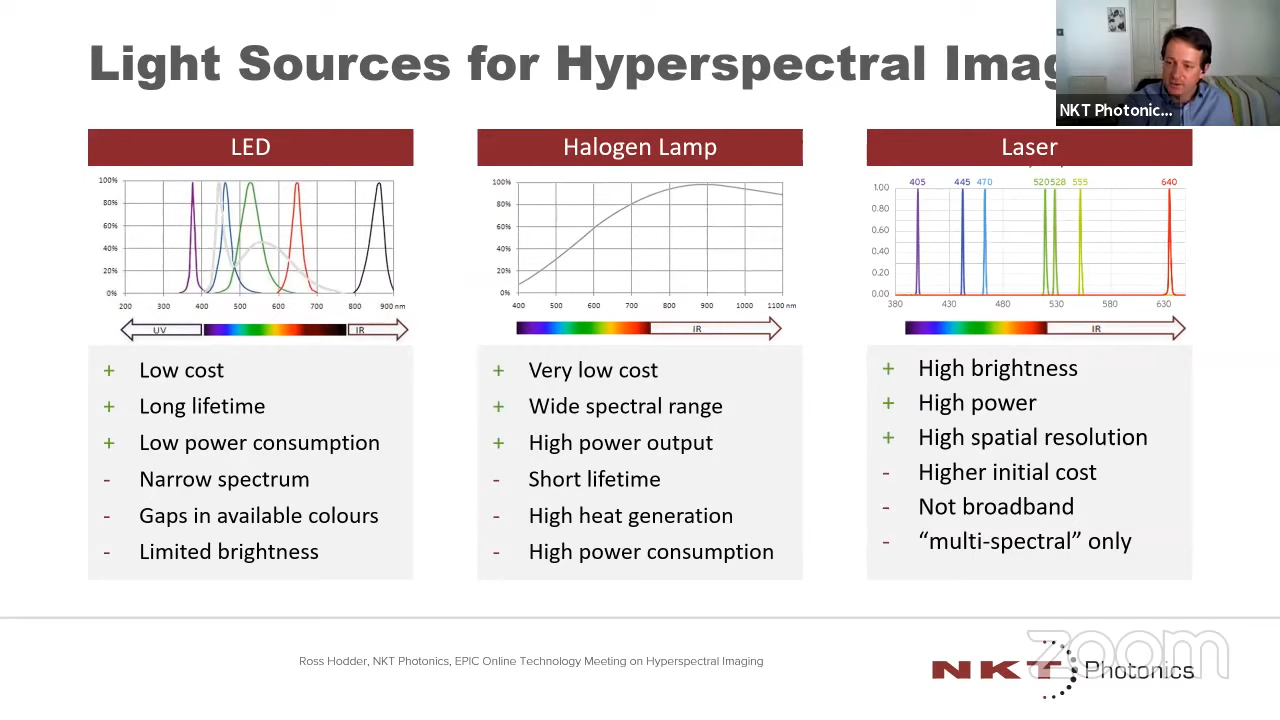 Light Sources for Hyperspectral Imag
NKT Photonic...
LED
100%
80%
60%
40%
20%
0%
200 300 400 500 600 700 800 900 nm
UV IR
+ Low cost
+ Long lifetime
+ Low power consumption
- Narrow spectrum
- Gaps in available colours
- Limited brightness
Halogen Lamp
100%
80%
60%
40%
20%
0%
400 500 600 700 800 900 1000 1100 nm
IR
+ Very low cost
+ Wide spectral range
+ High power output
- Short lifetime
- High heat generation
- High power consumption
Laser
405 445 470 520 528 555 640
1.00
0.80
0.60
0.40
0.20
0.00
380 430 480 530 580 630
IR
+ High brightness
+ High power
+ High spatial resolution
- Higher initial cost
- Not broadband
- “multi-spectral” only
Ross Hodder, NKT Photonics, EPIC Online Technology Meeting on Hyperspectral Imaging
zoom
NKT Photonics